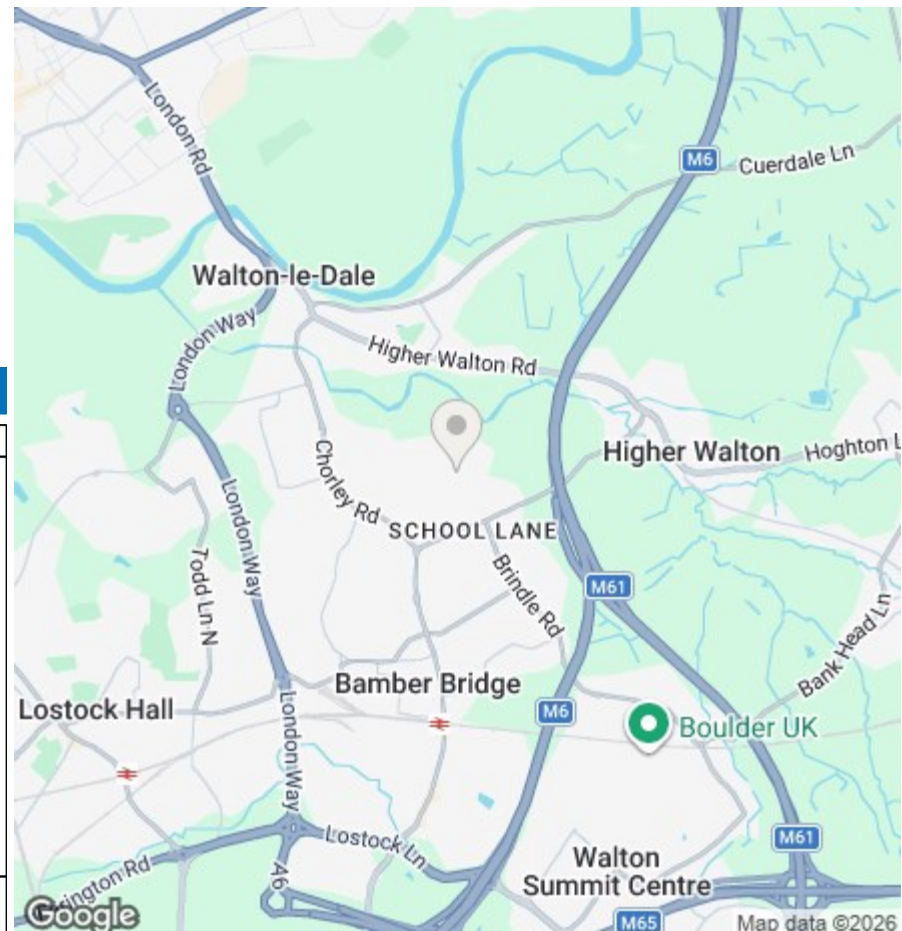 London Rd
M6
Cuerdale Ln
Walton-le-Dale
London Way
Higher Walton Rd
Higher Walton
Hoghton L
Chorley Rd
SCHOOL LANE
London Way
Todd Ln N
Brindle Rd
M61
Bank Head Ln
Bamber Bridge
Lostock Hall
M6
Boulder UK
London Way
Lostock Ln
M61
A6
Walton
Summit Centre
rington Rd
Google
M65
Map data ©2026